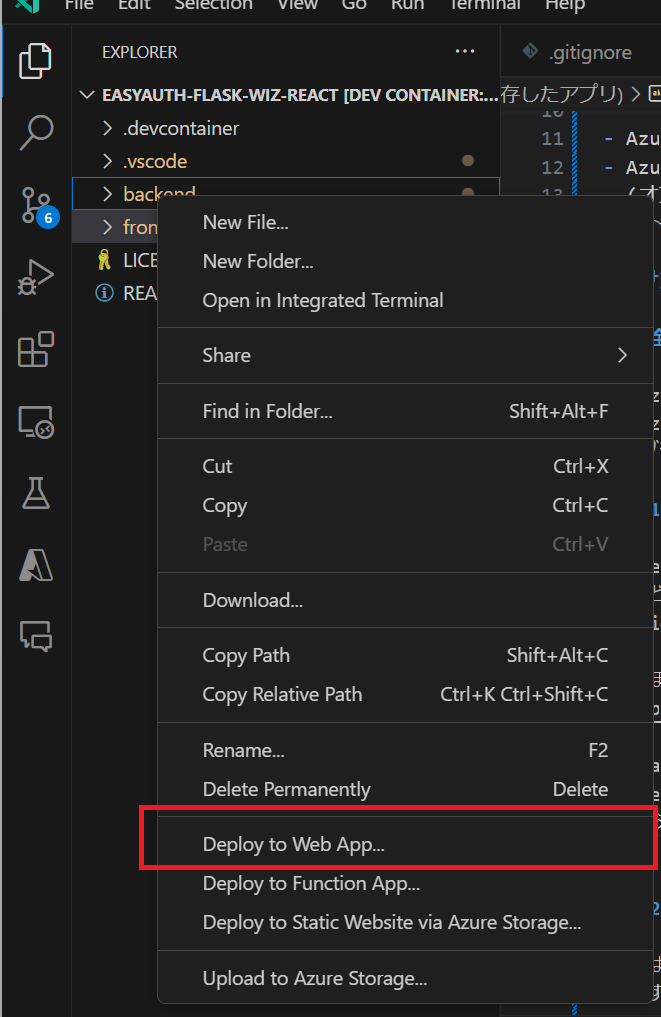 File Edit Selection View Go Run Terminal Help
EXPLORER ...
.gitignore
EASYAUTH-FLASK-WIZ-REACT [DEV CONTAINER:...
存したアプリ) >
.devcontainer
.vscode
backend
fron
LICE
REA
6
11 - Azu
12 - Azu
13
New File...
New Folder...
Open in Integrated Terminal
Share
Find in Folder... Shift+Alt+F
Cut Ctrl+X
Copy Ctrl+C
Paste Ctrl+V
Download...
Copy Path Shift+Alt+C
Copy Relative Path Ctrl+K Ctrl+Shift+C
Rename... F2
Delete Permanently Delete
Deploy to Web App...
Deploy to Function App...
Deploy to Static Website via Azure Storage...
Upload to Azure Storage...